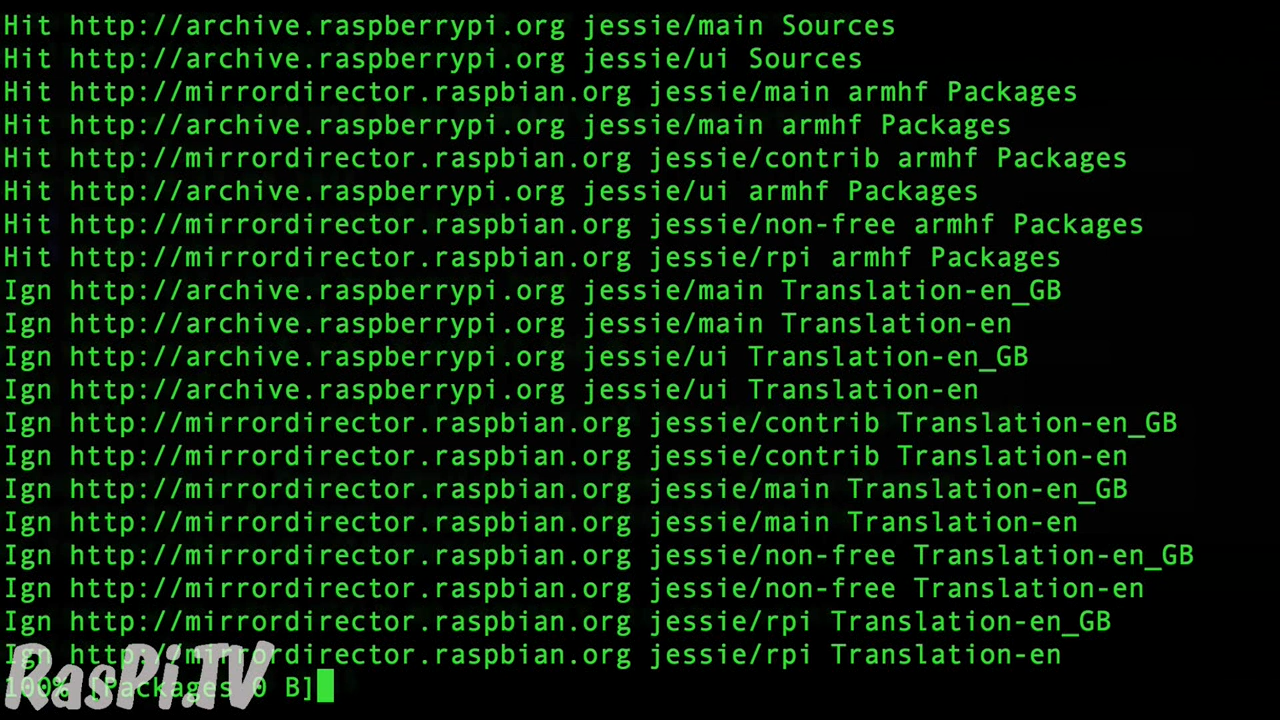 Hit http://archive.raspberrypi.org jessie/main Sources
Hit http://archive.raspberrypi.org jessie/ui Sources
Hit http://mirrordirector.raspbian.org jessie/main armhf Packages
Hit http://archive.raspberrypi.org jessie/main armhf Packages
Hit http://mirrordirector.raspbian.org jessie/contrib armhf Packages
Hit http://archive.raspberrypi.org jessie/ui armhf Packages
Hit http://mirrordirector.raspbian.org jessie/non-free armhf Packages
Hit http://mirrordirector.raspbian.org jessie/rpi armhf Packages
Ign http://archive.raspberrypi.org jessie/main Translation-en_GB
Ign http://archive.raspberrypi.org jessie/main Translation-en
Ign http://archive.raspberrypi.org jessie/ui Translation-en_GB
Ign http://archive.raspberrypi.org jessie/ui Translation-en
Ign http://mirrordirector.raspbian.org jessie/contrib Translation-en_GB
Ign http://mirrordirector.raspbian.org jessie/contrib Translation-en
Ign http://mirrordirector.raspbian.org jessie/main Translation-en_GB
Ign http://mirrordirector.raspbian.org jessie/main Translation-en
Ign http://mirrordirector.raspbian.org jessie/non-free Translation-en_GB
Ign http://mirrordirector.raspbian.org jessie/non-free Translation-en
Ign http://mirrordirector.raspbian.org jessie/rpi Translation-en_GB
Ign http://mirrordirector.raspbian.org jessie/rpi Translation-en
100% [Packages 0 B]
RasPi.TV